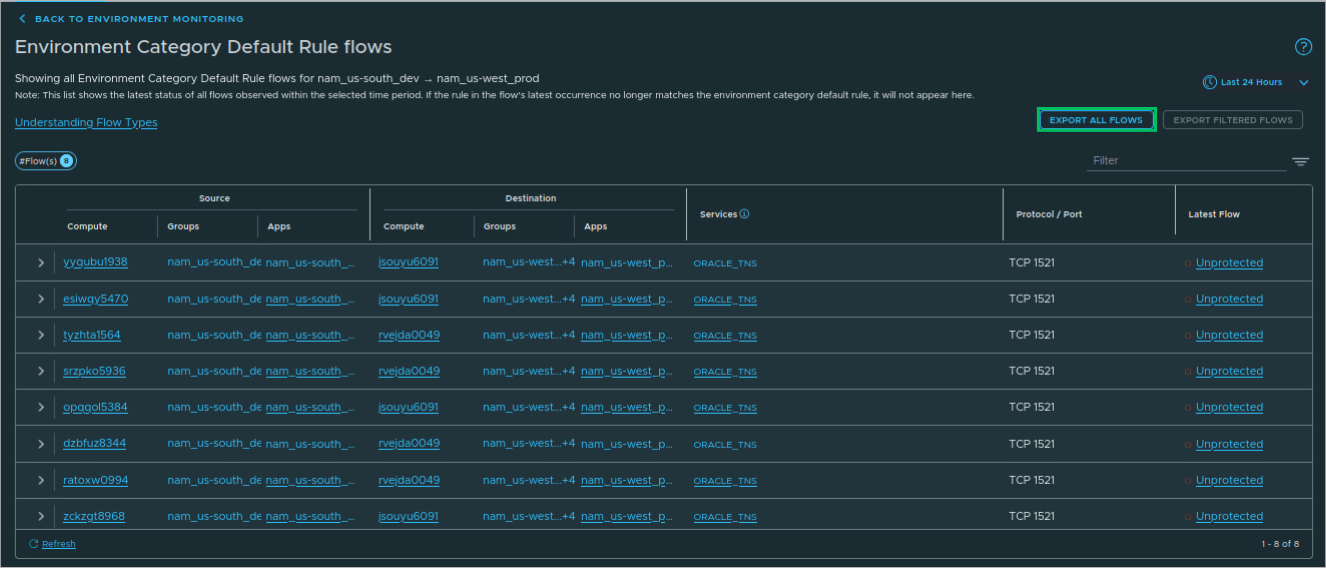 BACK TO ENVIRONMENT MONITORING
Environment Category Default Rule flows
Showing all Environment Category Default Rule flows for nam_us-south_dev → nam_us-west_prod
Last 24 Hours
Note: This list shows the latest status of all flows observed within the selected time period. If the rule in the flow's latest occurrence no longer matches the environment category default rule, it will not appear here.
Understanding Flow Types
EXPORT ALL FLOWS EXPORT FILTERED FLOWS
#Flow(s) 8
Filter
Source Destination
Services Protocol / Port Latest Flow
Compute Groups Apps Compute Groups Apps
yyqubu1938 nam_us-south_de nam_us-south_... jsouyu6091 nam_us-west...+4 nam_us-west_p... ORACLE_TNS TCP 1521 Unprotected
esiwqy5470 nam_us-south_de nam_us-south_... jsouyu6091 nam_us-west...+4 nam_us-west_p... ORACLE_TNS TCP 1521 Unprotected
tyzhta1564 nam_us-south_de nam_us-south_... rvejda0049 nam_us-west...+4 nam_us-west_p... ORACLE_TNS TCP 1521 Unprotected
srzpko5936 nam_us-south_de nam_us-south_... rvejda0049 nam_us-west...+4 nam_us-west_p... ORACLE_TNS TCP 1521 Unprotected
opqgol5384 nam_us-south_de nam_us-south_... jsouyu6091 nam_us-west...+4 nam_us-west_p... ORACLE_TNS TCP 1521 Unprotected
dzbfuz8344 nam_us-south_de nam_us-south_... rvejda0049 nam_us-west...+4 nam_us-west_p... ORACLE_TNS TCP 1521 Unprotected
ratoxw0994 nam_us-south_de nam_us-south_... rvejda0049 nam_us-west...+4 nam_us-west_p... ORACLE_TNS TCP 1521 Unprotected
zckzgt8968 nam_us-south_de nam_us-south_... jsouyu6091 nam_us-west...+4 nam_us-west_p... ORACLE_TNS TCP 1521 Unprotected
Refresh 1 - 8 of 8